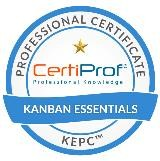 PROFESSIONAL CERTIFICATE
CertiProf®
Professional Knowledge
KANBAN ESSENTIALS
KEPC™